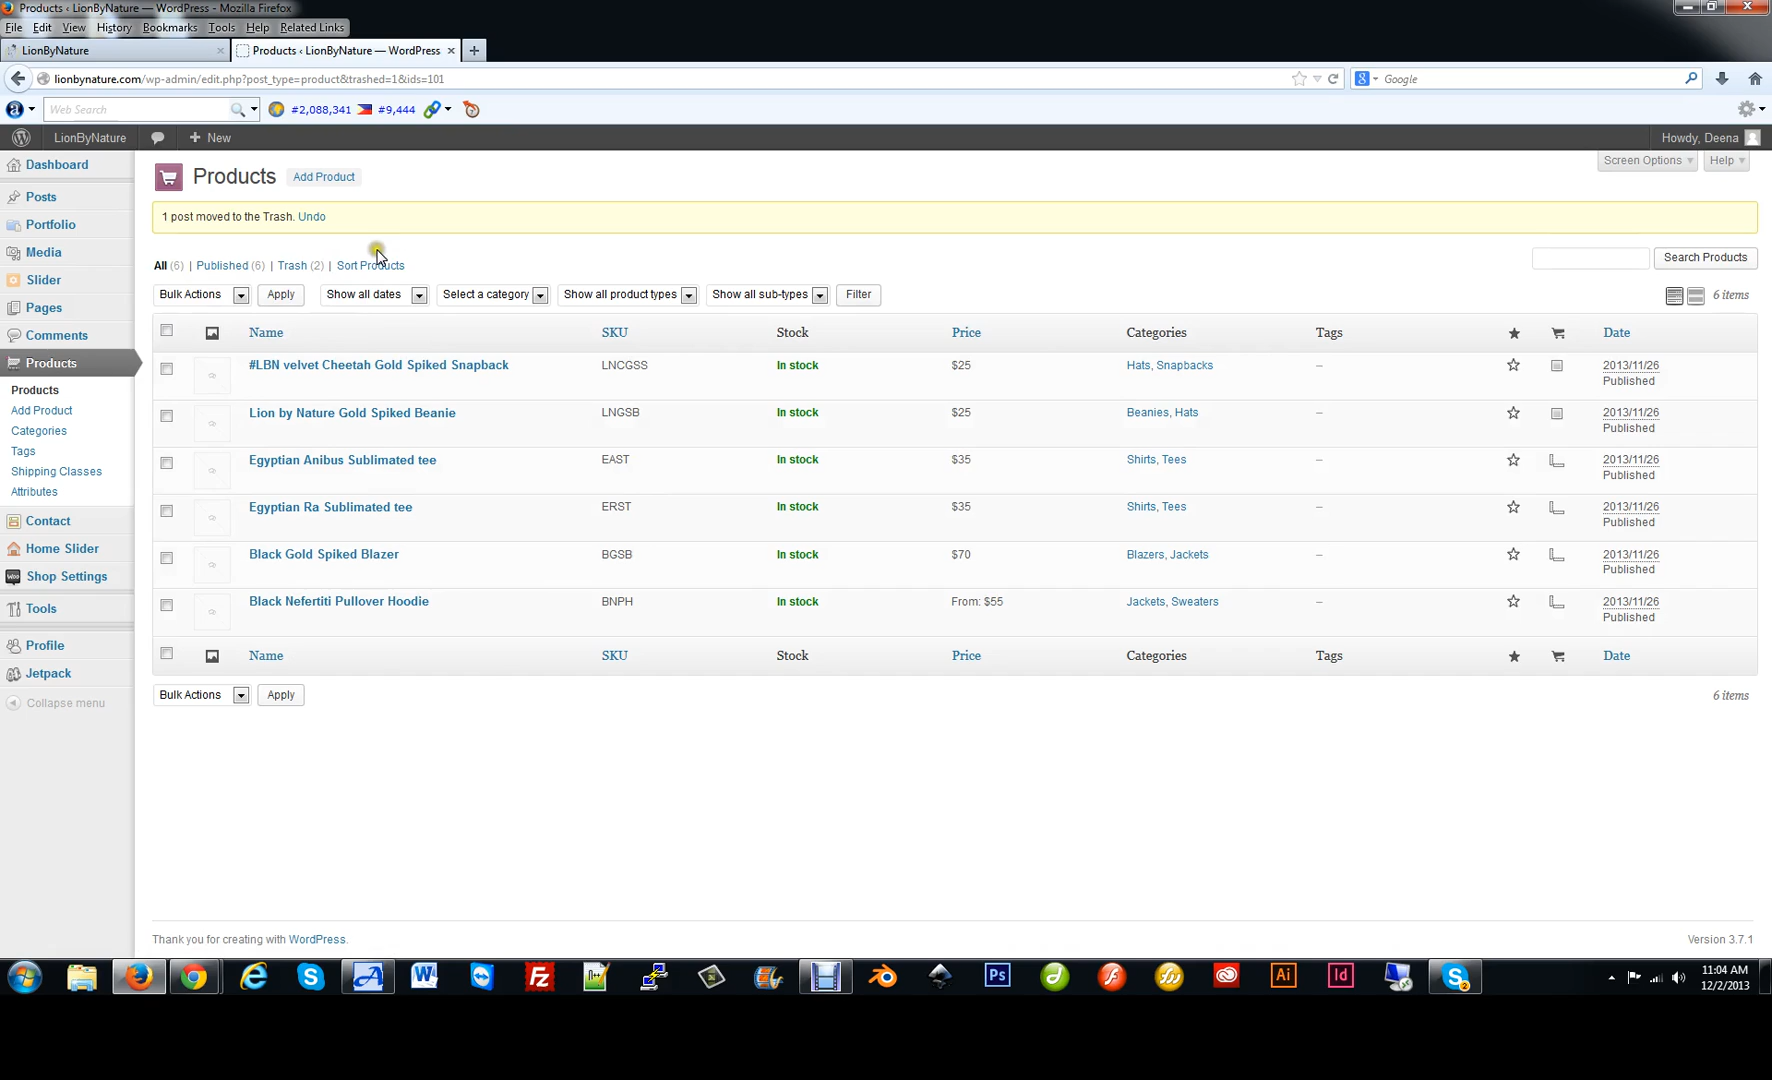 Products ‹ LionByNature — WordPress - Mozilla Firefox
File Edit View History Bookmarks Tools Help Related Links
LionByNature
Products ‹ LionByNature — WordPress
lionbynature.com/wp-admin/edit.php?post_type=product&trashed=1&ids=101
Google
Web Search
#2,088,341
#9,444
LionByNature
New
Howdy, Deena
Dashboard
Posts
Portfolio
Media
Slider
Pages
Comments
Products
Products
Add Product
Categories
Tags
Shipping Classes
Attributes
Contact
Home Slider
Shop Settings
Tools
Profile
Jetpack
Collapse menu
Products Add Product
Screen Options Help
1 post moved to the Trash. Undo
All (6) | Published (6) | Trash (2) | Sort Products
Search Products
Bulk Actions Apply Show all dates Select a category Show all product types Show all sub-types Filter 6 items
Name SKU Stock Price Categories Tags Date
#LBN velvet Cheetah Gold Spiked Snapback LNCGSS In stock $25 Hats, Snapbacks – 2013/11/26
Published
Lion by Nature Gold Spiked Beanie LNGSB In stock $25 Beanies, Hats – 2013/11/26
Published
Egyptian Anibus Sublimated tee EAST In stock $35 Shirts, Tees – 2013/11/26
Published
Egyptian Ra Sublimated tee ERST In stock $35 Shirts, Tees – 2013/11/26
Published
Black Gold Spiked Blazer BGSB In stock $70 Blazers, Jackets – 2013/11/26
Published
Black Nefertiti Pullover Hoodie BNPH In stock From: $55 Jackets, Sweaters – 2013/11/26
Published
Name SKU Stock Price Categories Tags Date
Bulk Actions Apply 6 items
Thank you for creating with WordPress.
Version 3.7.1
11:04 AM
12/2/2013